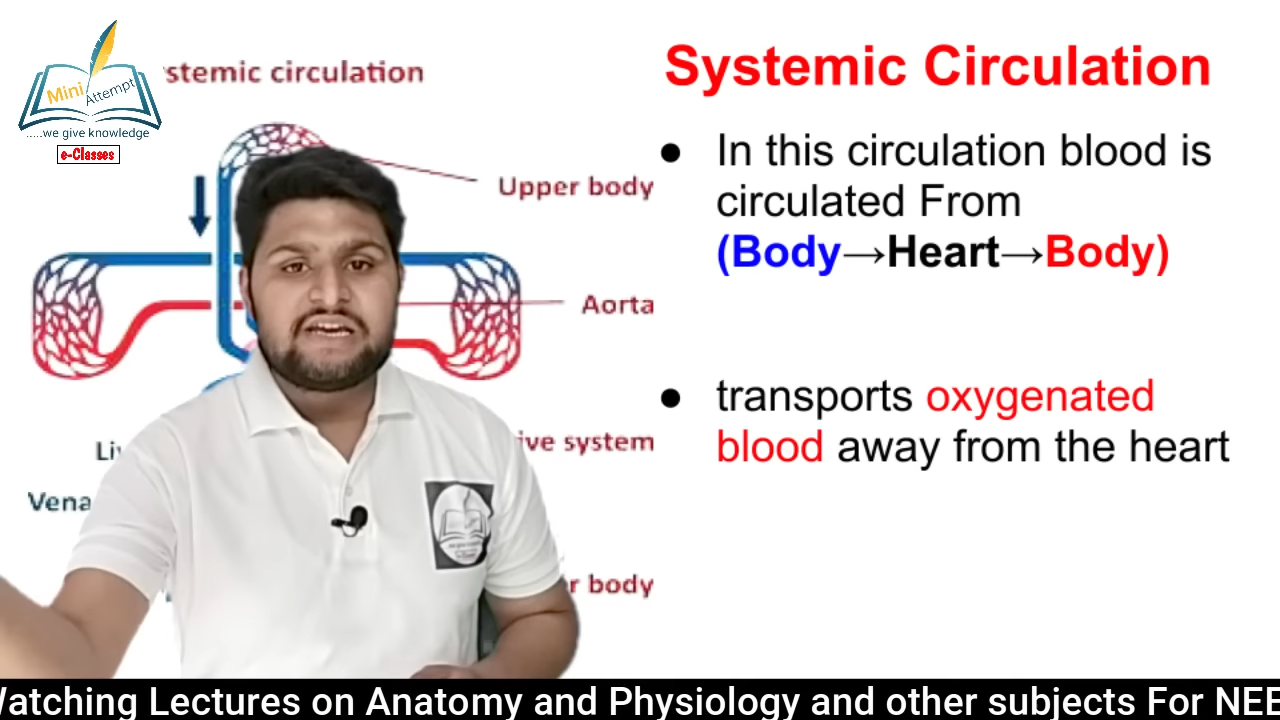 Mini
Attempt
.....we give knowledge
e-Classes
stemic circulation
Upper body
Aorta
ive system
Vena
r body
Systemic Circulation
● In this circulation blood is
circulated From
(Body→Heart→Body)
● transports oxygenated
blood away from the heart
Watching Lectures on Anatomy and Physiology and other subjects For NEE